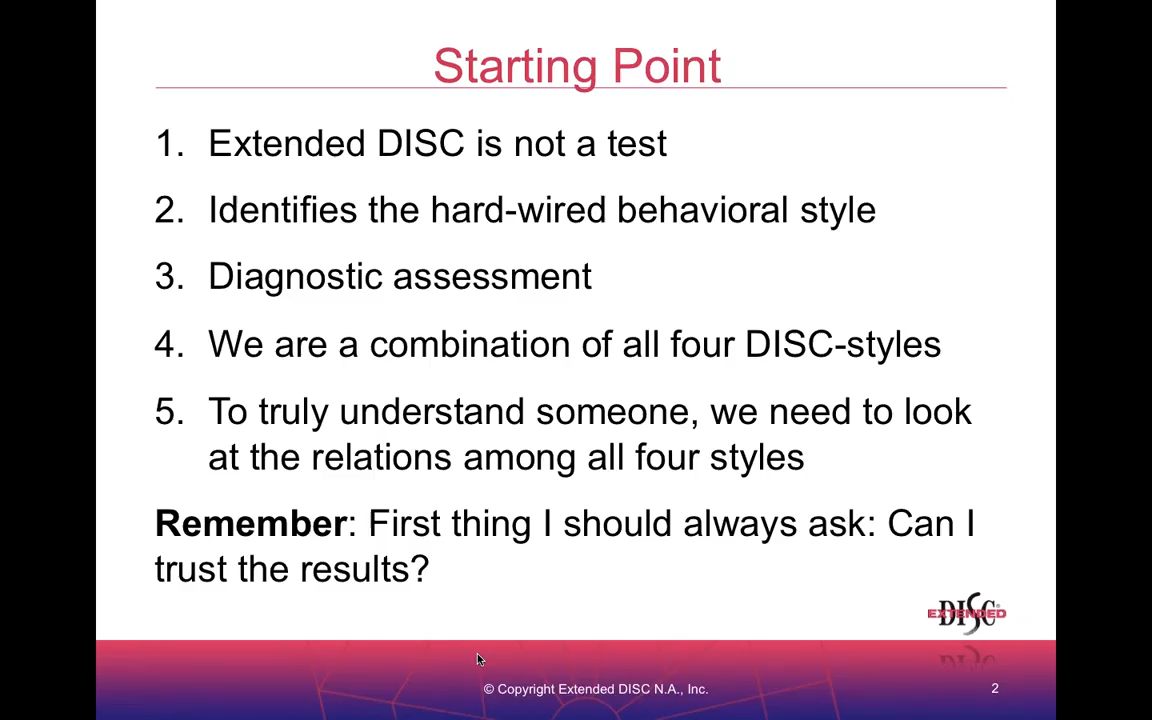 Starting Point
1. Extended DISC is not a test
2. Identifies the hard-wired behavioral style
3. Diagnostic assessment
4. We are a combination of all four DISC-styles
5. To truly understand someone, we need to look
at the relations among all four styles
Remember: First thing I should always ask: Can I
trust the results?
EXTENDED DISC®
© Copyright Extended DISC N.A., Inc.
2